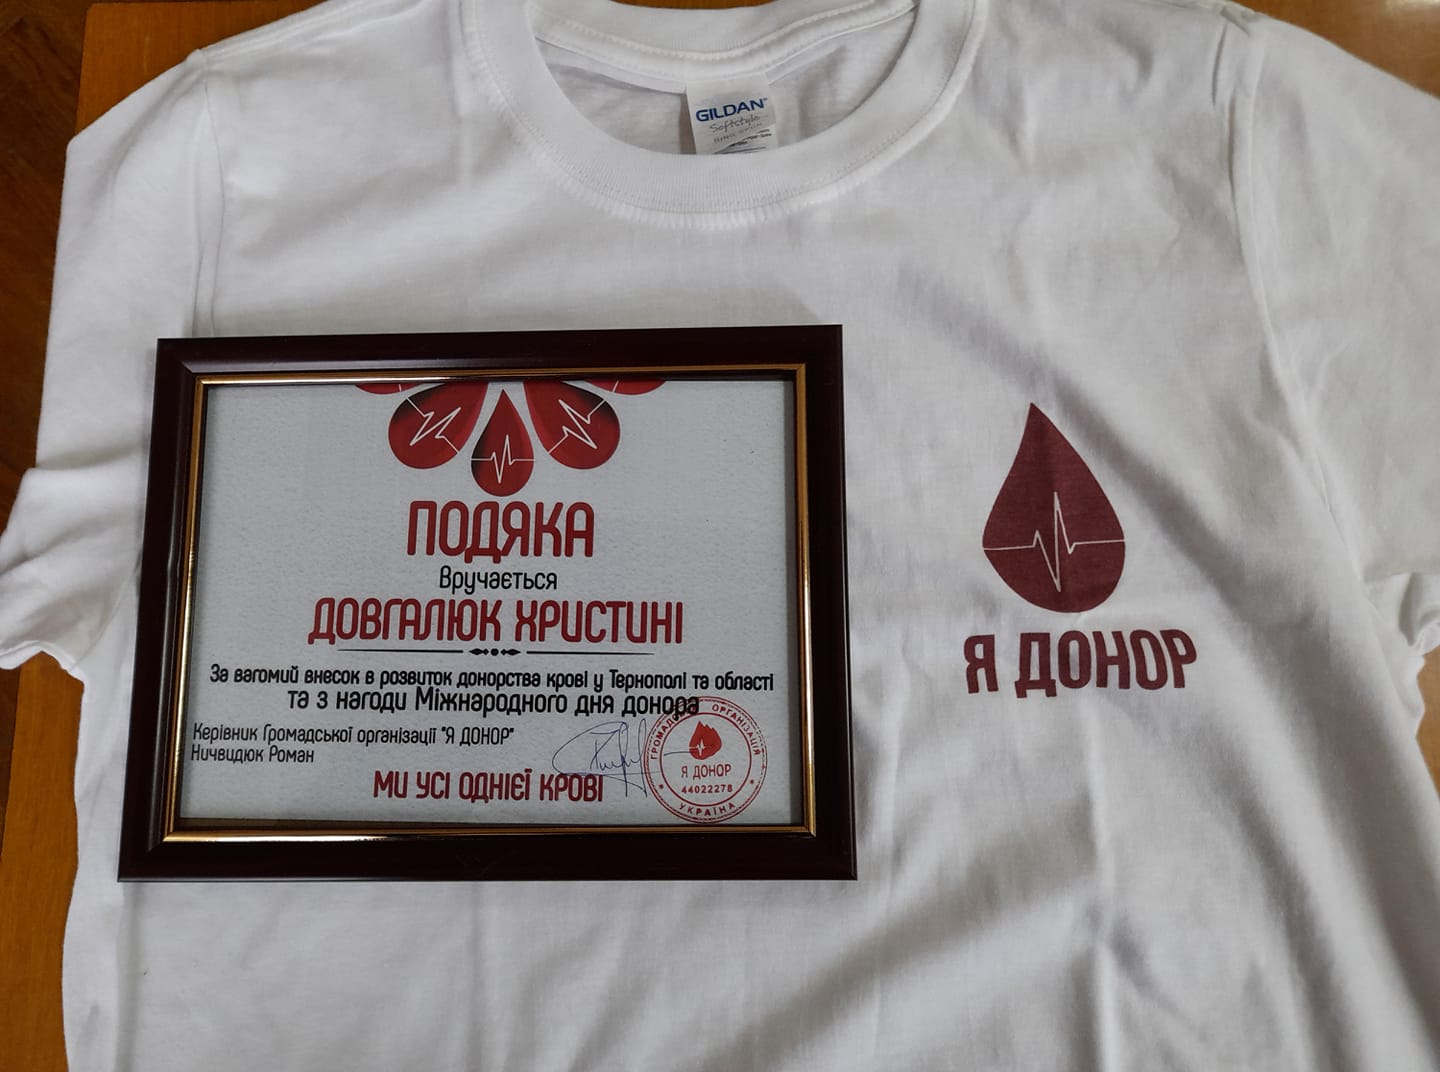 GILDAN
Softstyle
ПОДЯКА
Вручається
ДОВГАЛЮК ХРИСТИНІ
За вагомий внесок в розвиток донорства крові у Тернополі та області
та з нагоди Міжнародного дня донора
Керівник Громадської організації "Я ДОНОР"
Ничвидюк Роман
МИ УСІ ОДНІЄЇ КРОВІ
ГРОМАДСЬКА ОРГАНІЗАЦІЯ
Я ДОНОР
44022278
УКРАЇНА
Я ДОНОР